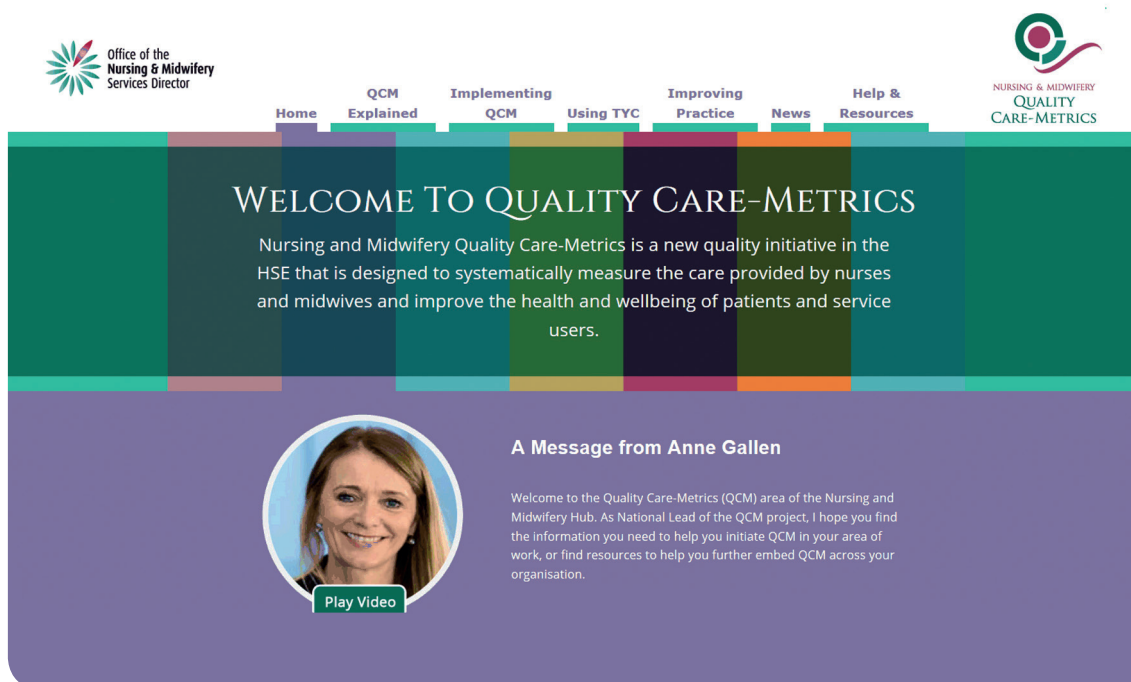 Office of the
Nursing & Midwifery
Services Director
Home
QCM
Explained
Implementing
QCM
Using TYC
Improving
Practice
News
Help &
Resources
NURSING & MIDWIFERY
QUALITY
CARE-METRICS
WELCOME TO QUALITY CARE-METRICS
Nursing and Midwifery Quality Care-Metrics is a new quality initiative in the
HSE that is designed to systematically measure the care provided by nurses
and midwives and improve the health and wellbeing of patients and service
users.
A Message from Anne Gallen
Welcome to the Quality Care-Metrics (QCM) area of the Nursing and
Midwifery Hub. As National Lead of the QCM project, I hope you find
the information you need to help you initiate QCM in your area of
work, or find resources to help you further embed QCM across your
organisation.
Play Video